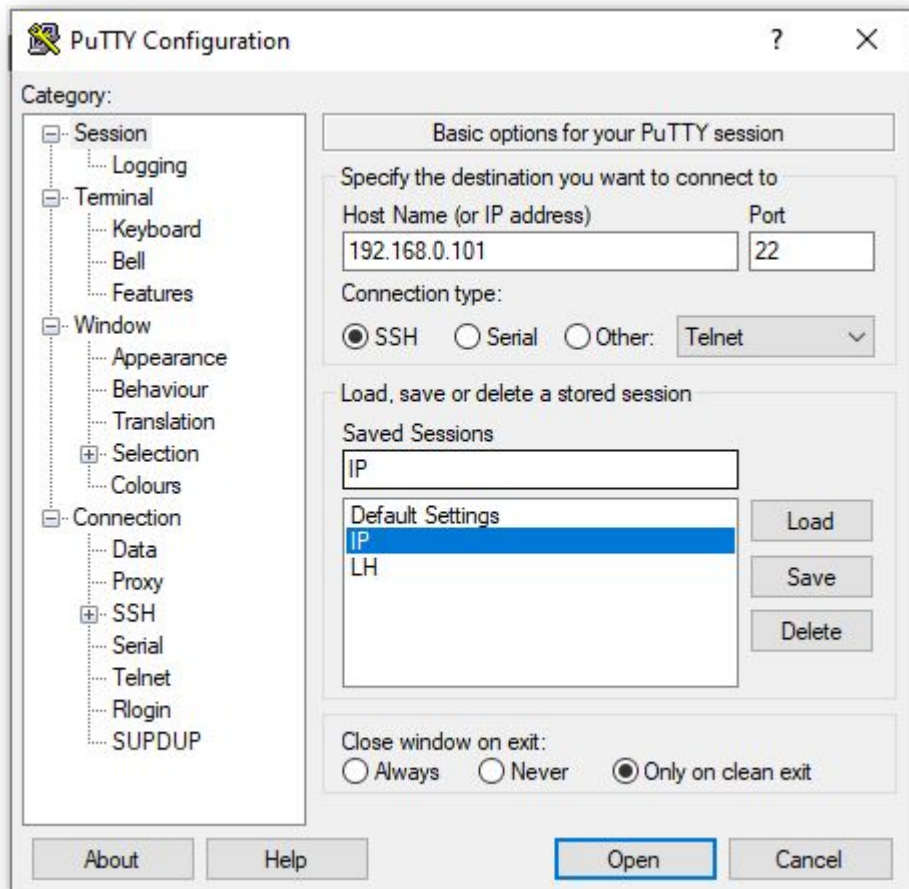 PuTTY Configuration
?
Category:
Session
Logging
Terminal
Keyboard
Bell
Features
Window
Appearance
Behaviour
Translation
Selection
Colours
Connection
Data
Proxy
SSH
Serial
Telnet
Rlogin
SUPDUP
Basic options for your PuTTY session
Specify the destination you want to connect to
Host Name (or IP address) Port
192.168.0.101 22
Connection type:
SSH Serial Other: Telnet
Load, save or delete a stored session
Saved Sessions
IP
Default Settings
IP
LH
Load
Save
Delete
Close window on exit:
Always Never Only on clean exit
About Help Open Cancel